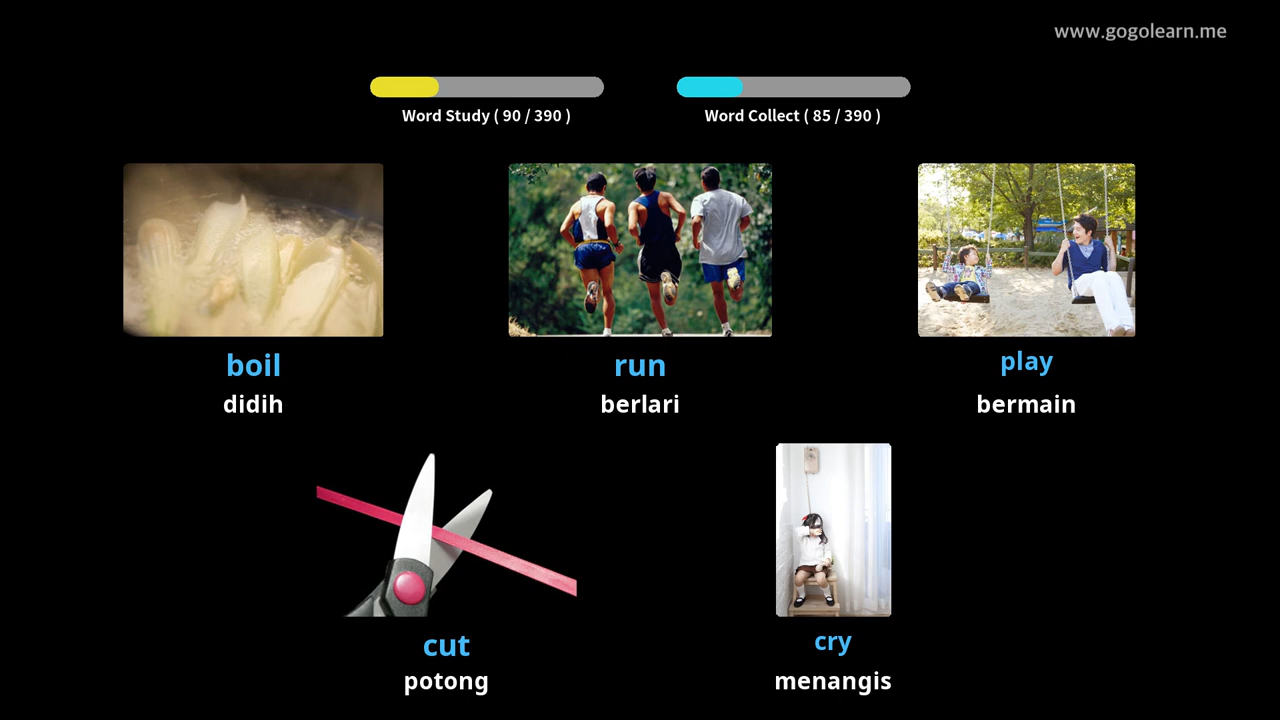 www.gogolearn.me
Word Study ( 90 / 390 )
Word Collect ( 85 / 390 )
boil
didih
run
berlari
play
bermain
cut
potong
cry
menangis